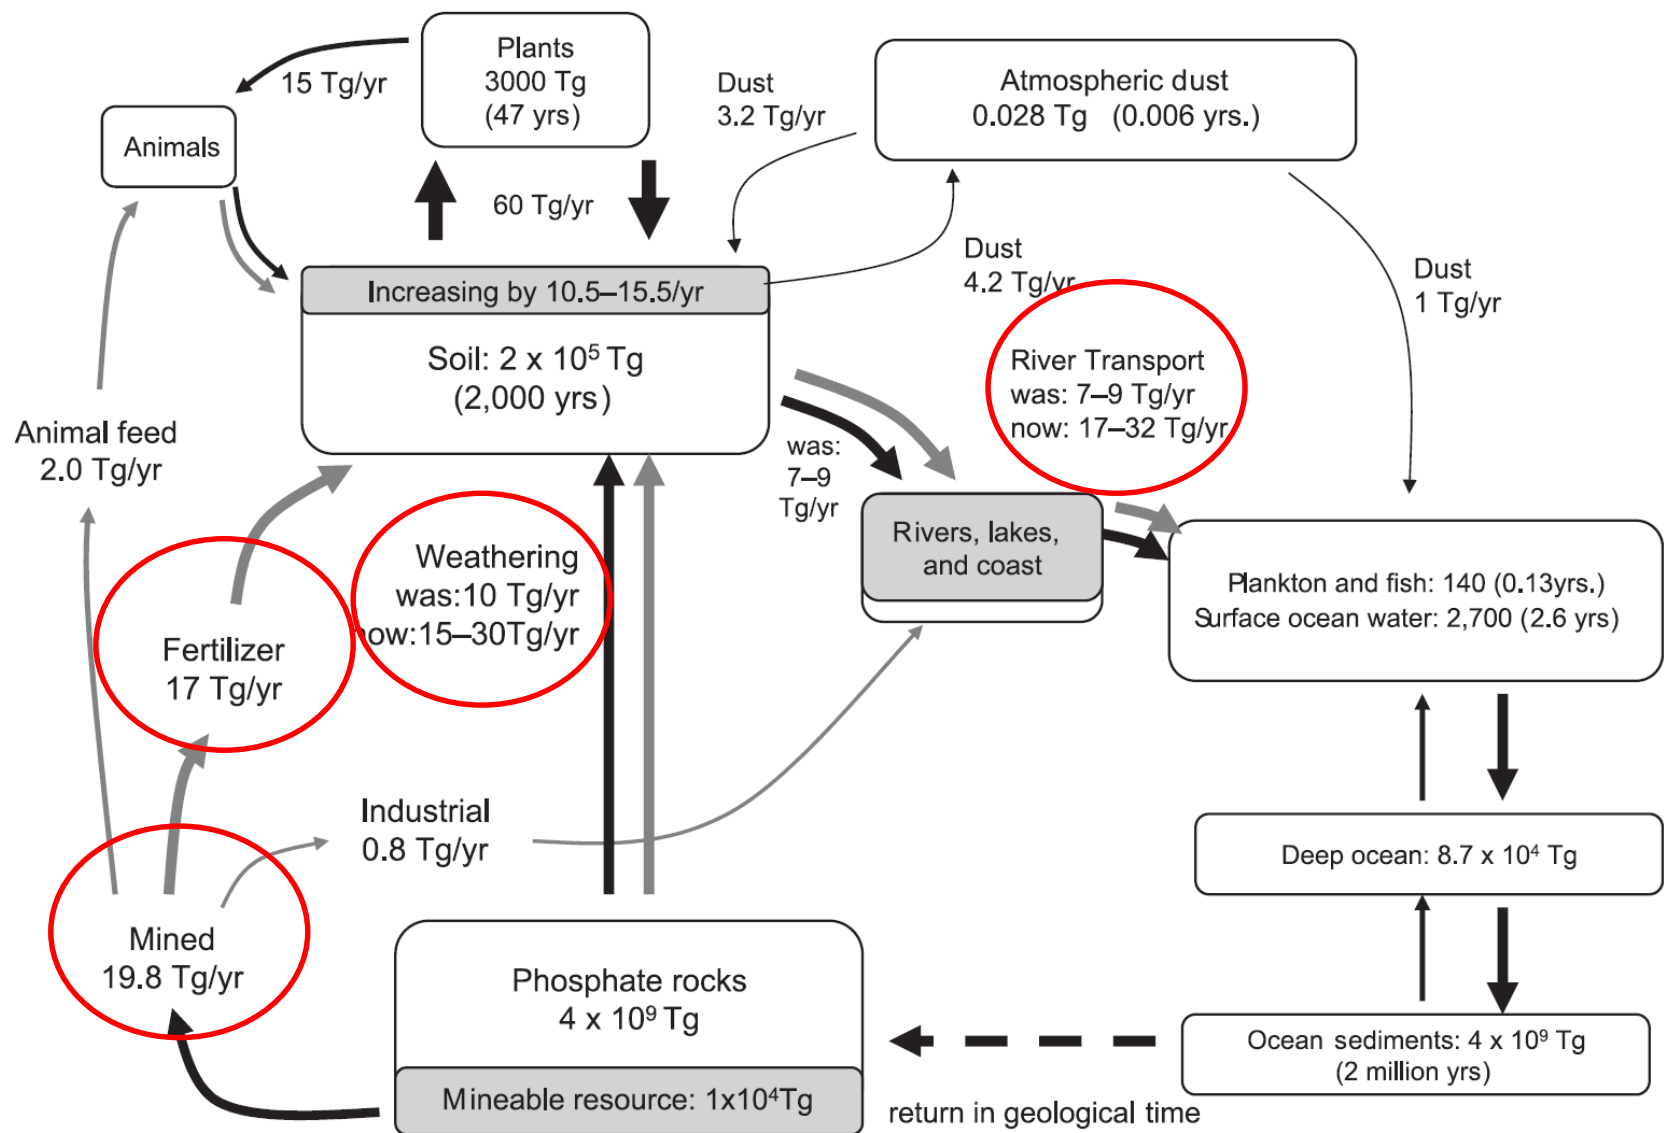 Plants
3000 Tg
(47 yrs)
15 Tg/yr
Animals
60 Tg/yr
Dust
3.2 Tg/yr
Atmospheric dust
0.028 Tg (0.006 yrs.)
Dust
4.2 Tg/yr
Dust
1 Tg/yr
Increasing by 10.5–15.5/yr
Soil: 2 x 10⁵ Tg
(2,000 yrs)
River Transport
was: 7–9 Tg/yr
now: 17–32 Tg/yr
was:
7–9
Tg/yr
Animal feed
2.0 Tg/yr
Rivers, lakes,
and coast
Weathering
was:10 Tg/yr
now:15–30Tg/yr
Fertilizer
17 Tg/yr
Plankton and fish: 140 (0.13yrs.)
Surface ocean water: 2,700 (2.6 yrs)
Industrial
0.8 Tg/yr
Deep ocean: 8.7 x 10⁴ Tg
Mined
19.8 Tg/yr
Phosphate rocks
4 x 10⁹ Tg
Mineable resource: 1x10⁴Tg
Ocean sediments: 4 x 10⁹ Tg
(2 million yrs)
return in geological time